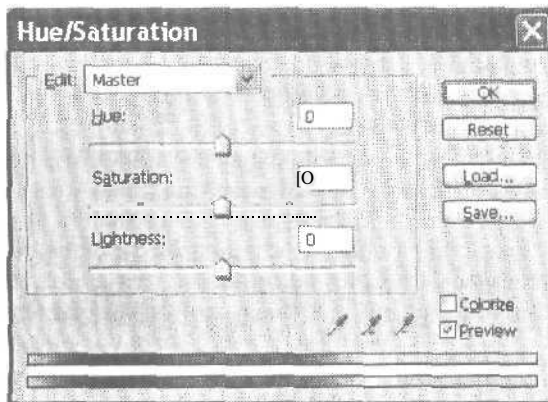 Hue/Saturation
Edit: Master
Hue: 0
Saturation: [O
Lightness: 0
OK
Reset
Load...
Save...
Colorize
Preview